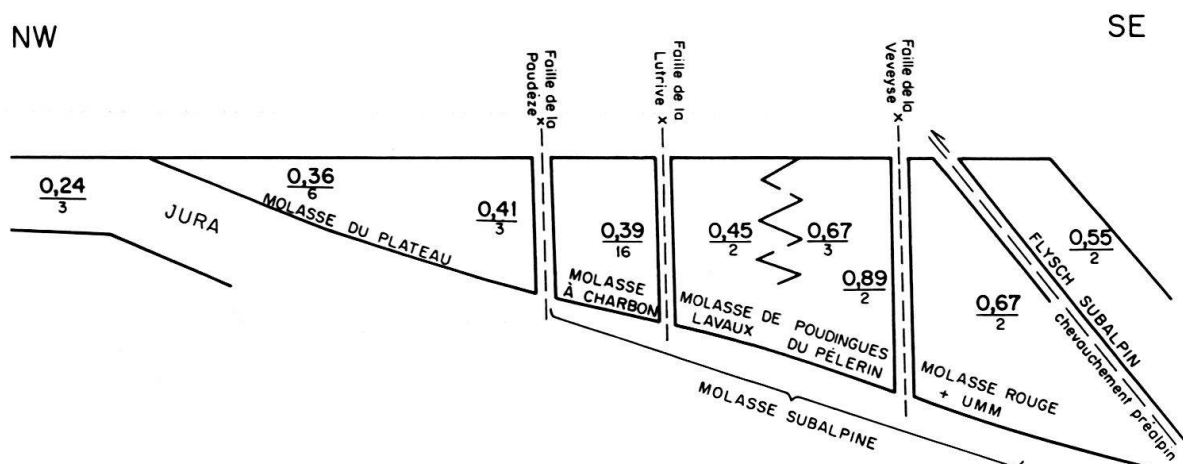 NW
SE
Faille de la
Paudèze x
Faille de la
Lutrive x
Faille de la
Veveyse x
0,24
3
JURA
0,36
6
MOLASSE DU PLATEAU
0,41
3
0,39
16
MOLASSE
À CHARBON
0,45
2
0,67
3
0,89
2
MOLASSE DE POUDINGUES
LAVAUX DU PÈLERIN
0,67
2
MOLASSE ROUGE
+ UMM
0,55
2
FLYSCH SUBALPIN
chevauchement préalpin
MOLASSE SUBALPINE